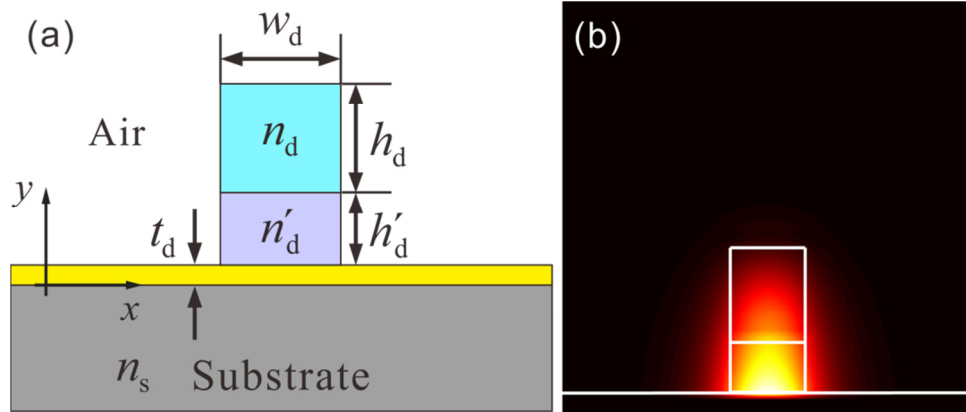 (a)
w_d
n_d
h_d
Air
y
t_d
n′_d
h′_d
x
n_s
Substrate
(b)